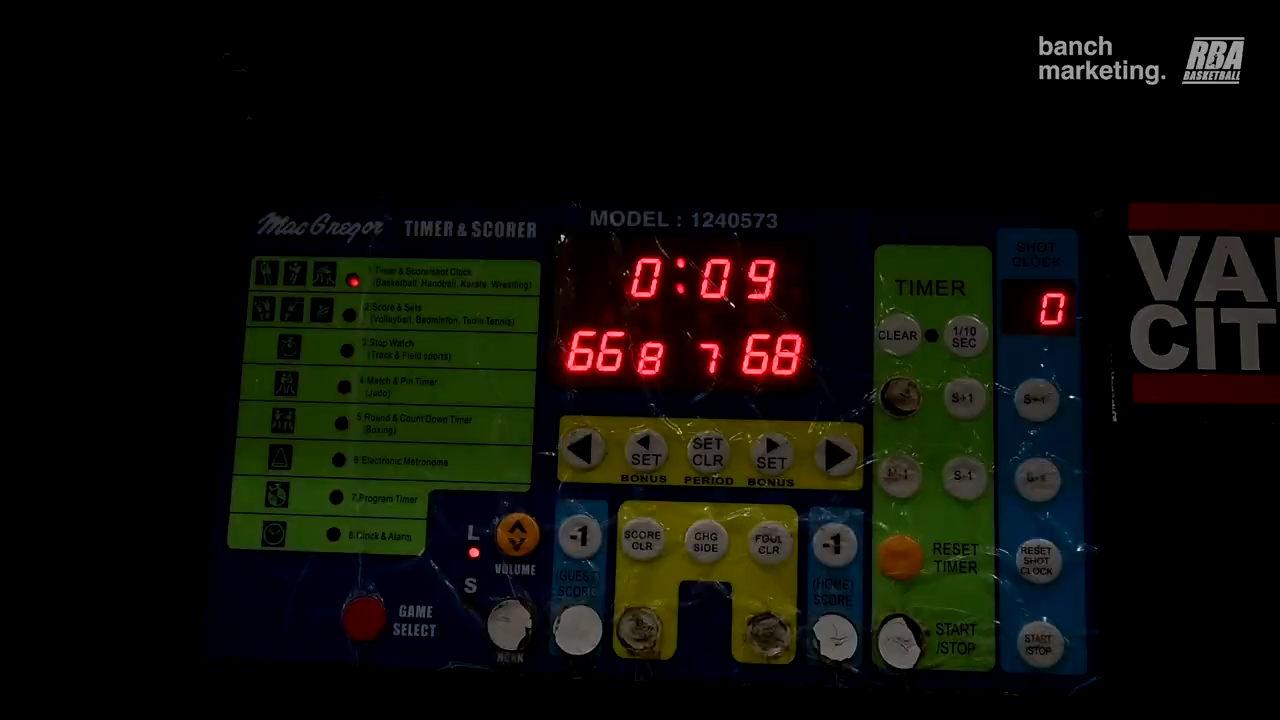 banch
marketing.
RBA
BASKETBALL
MacGregor
TIMER & SCORER
MODEL : 1240573
1.Timer & Score/shot Clock
(Basketball, Handball, Karate, Wrestling)
2.Score & Sets
(Volleyball, Badminton, Table Tennis)
3.Stop Watch
(Track & Field sports)
4.Match & Pin Timer
(Judo)
5.Round & Count Down Timer
Boxing)
6.Electronic Metronome
7.Program Timer
8.Clock & Alarm
L
S
VOLUME
GAME
SELECT
HORN
0:09
66 8 7 68
SET
BONUS
SET
CLR
PERIOD
SET
BONUS
-1
(GUEST)
SCORE
SCORE
CLR
CHG
SIDE
FOUL
CLR
-1
(HOME)
SCORE
TIMER
CLEAR
1/10
SEC
S+1
M-1
S-1
RESET
TIMER
START
/STOP
SHOT
CLOCK
0
S+1
RESET
SHOT
CLOCK
START
/STOP
VA
CIT